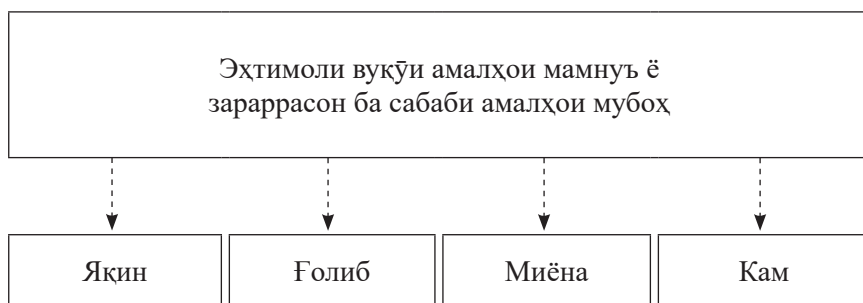 Эҳтимоли вуқӯи амалҳои мамнуъ ё
зараррасон ба сабаби амалҳои мубоҳ
Яқин
Ғолиб
Миёна
Кам